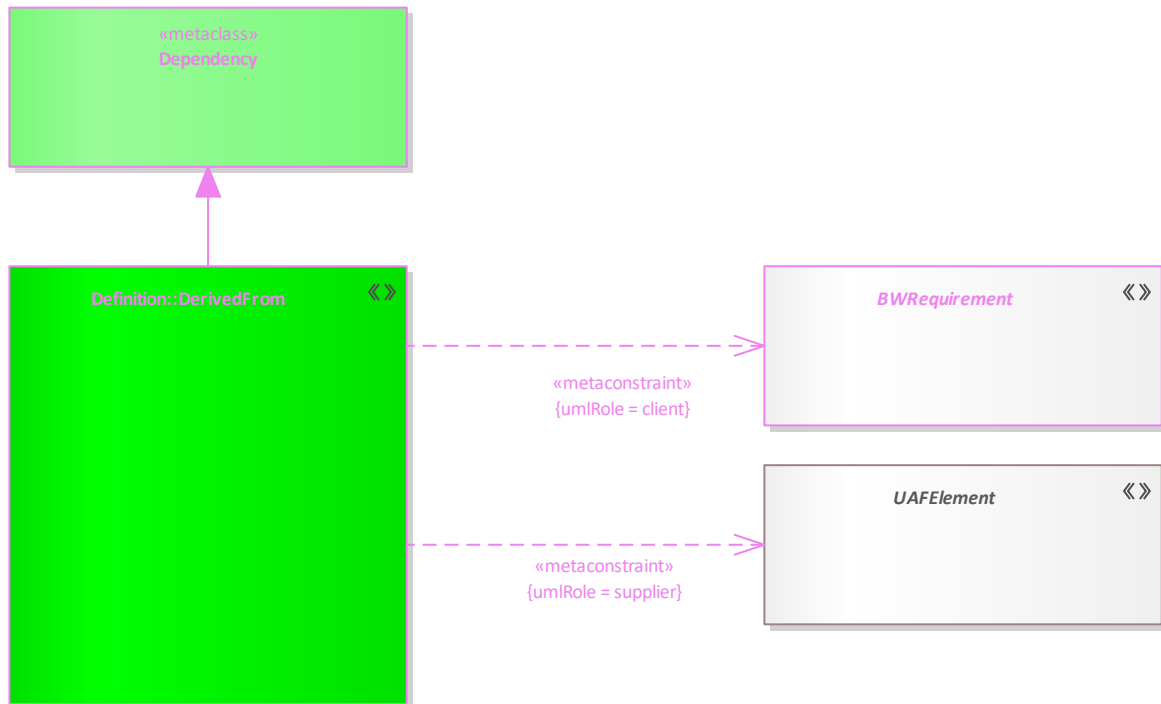 «metaclass»
Dependency
Definition::DerivedFrom
BWRequirement
«metaconstraint»
{umlRole = client}
UAFElement
«metaconstraint»
{umlRole = supplier}